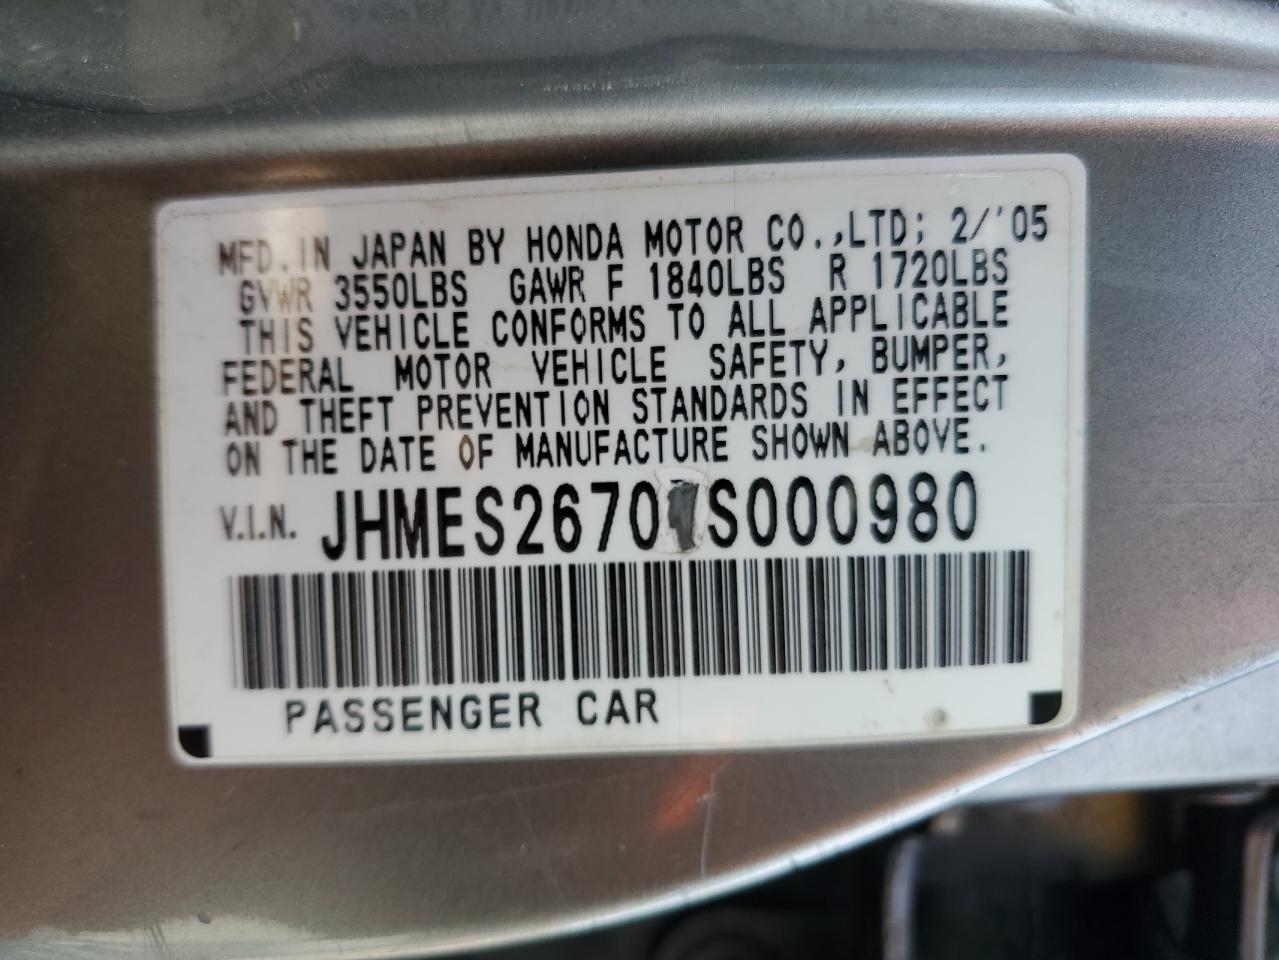 MFD. IN JAPAN BY HONDA MOTOR CO.,LTD; 2/'05
GVWR 3550LBS GAWR F 1840LBS R 1720LBS
THIS VEHICLE CONFORMS TO ALL APPLICABLE
FEDERAL MOTOR VEHICLE SAFETY, BUMPER,
AND THEFT PREVENTION STANDARDS IN EFFECT
ON THE DATE OF MANUFACTURE SHOWN ABOVE.
V.I.N. JHMES2670 S000980
PASSENGER CAR